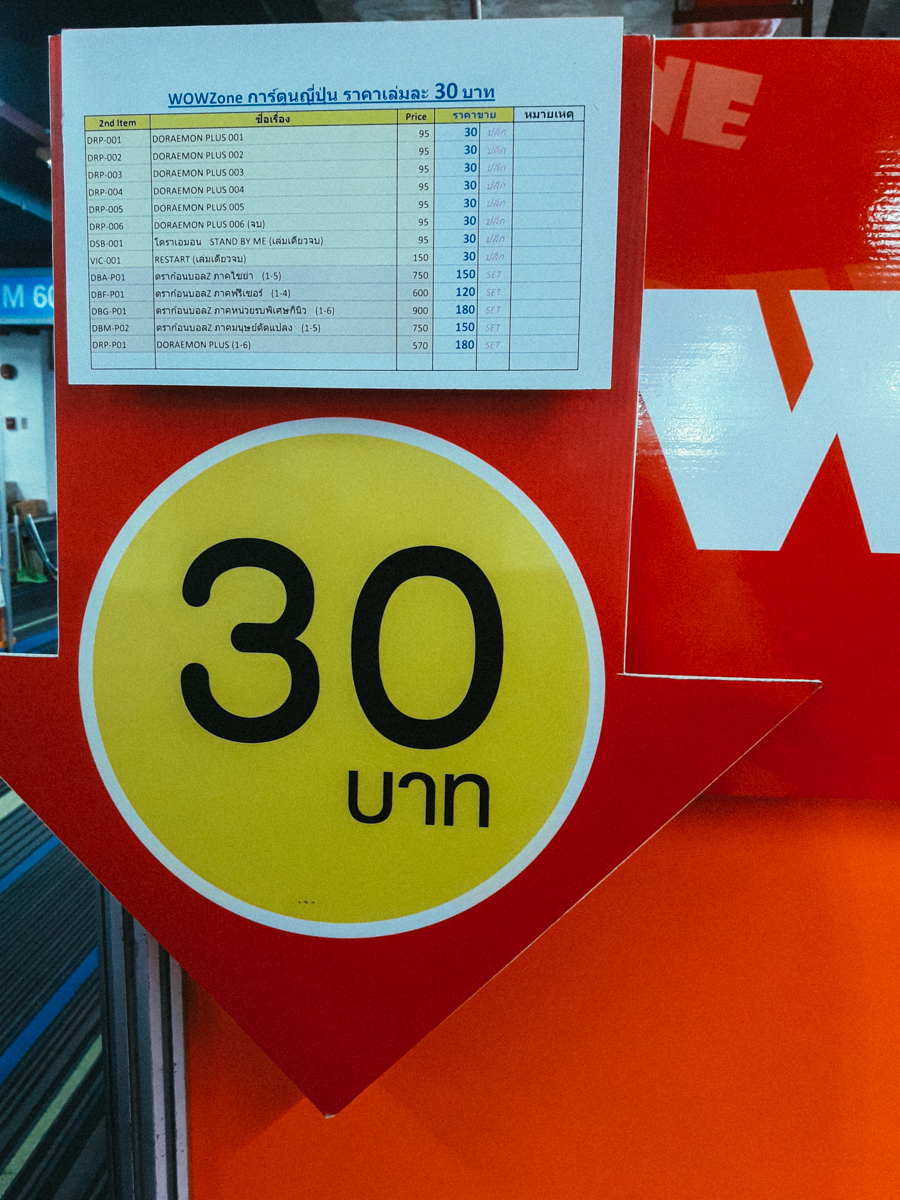 WOWZone การ์ตูนญี่ปุ่น ราคาเล่มละ 30 บาท
2nd Item ชื่อเรื่อง Price ราคาขาย หมายเหตุ
DRP-001 DORAEMON PLUS 001 95 30 ปลีก
DRP-002 DORAEMON PLUS 002 95 30 ปลีก
DRP-003 DORAEMON PLUS 003 95 30 ปลีก
DRP-004 DORAEMON PLUS 004 95 30 ปลีก
DRP-005 DORAEMON PLUS 005 95 30 ปลีก
DRP-006 DORAEMON PLUS 006 (จบ) 95 30 ปลีก
DSB-001 โดราเอมอน STAND BY ME (เล่มเดียวจบ) 95 30 ปลีก
VIC-001 RESTART (เล่มเดียวจบ) 150 30 ปลีก
DBA-P01 ดราก้อนบอลZ ภาคไซย่า (1-5) 750 150 SET
DBF-P01 ดราก้อนบอลZ ภาคฟรีเซอร์ (1-4) 600 120 SET
DBG-P01 ดราก้อนบอลZ ภาคหน่วยรบพิเศษกินิว (1-6) 900 180 SET
DBM-P02 ดราก้อนบอลZ ภาคมนุษย์ดัดแปลง (1-5) 750 150 SET
DRP-P01 DORAEMON PLUS (1-6) 570 180 SET
NE
M 60
W
30
บาท